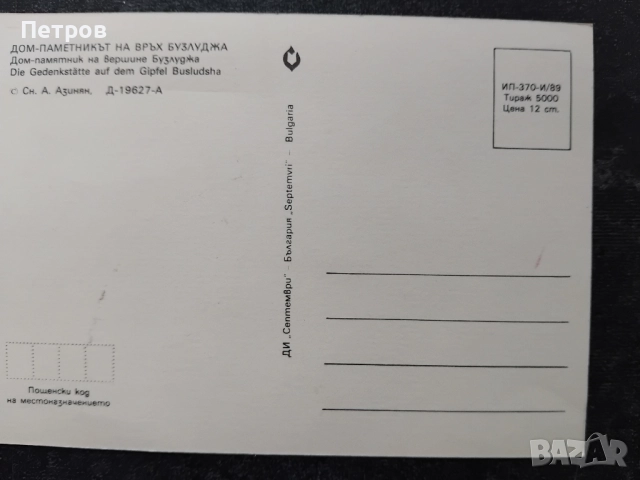 Петров
ДОМ-ПАМЕТНИКЪТ НА ВРЪХ БУЗЛУДЖА
Дом-памятник на вершине Бузлуджа
Die Gedenkstätte auf dem Gipfel Busludsha
© Сн. А. Азинян, Д-19627-А
ИП-370-И/89
Тираж 5000
Цена 12 ст.
ДИ „Септември" - България „Septemvri" - Bulgaria
Пощенски код
на местоназначението
BAZAR